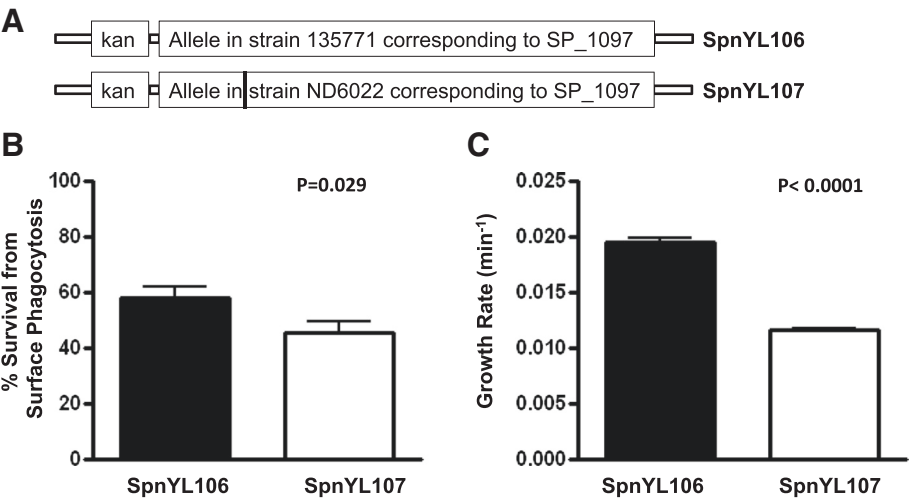 A
kan Allele in strain 135771 corresponding to SP_1097 SpnYL106
kan Allele in strain ND6022 corresponding to SP_1097 SpnYL107
B
% Survival from
Surface Phagocytosis
100
80
60
40
20
0
P=0.029
SpnYL106 SpnYL107
C
Growth Rate (min-1)
0.025
0.020
0.015
0.010
0.005
0.000
P< 0.0001
SpnYL106 SpnYL107